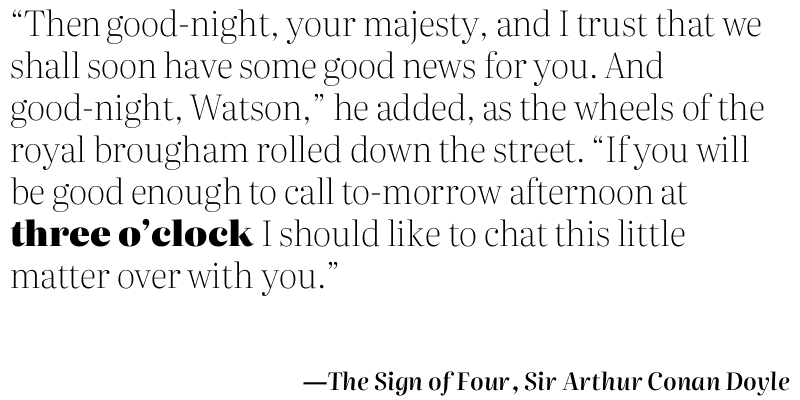 “Then good-night, your majesty, and I trust that we
shall soon have some good news for you. And
good-night, Watson,” he added, as the wheels of the
royal brougham rolled down the street. “If you will
be good enough to call to-morrow afternoon at
three o’clock I should like to chat this little
matter over with you.”
—The Sign of Four, Sir Arthur Conan Doyle